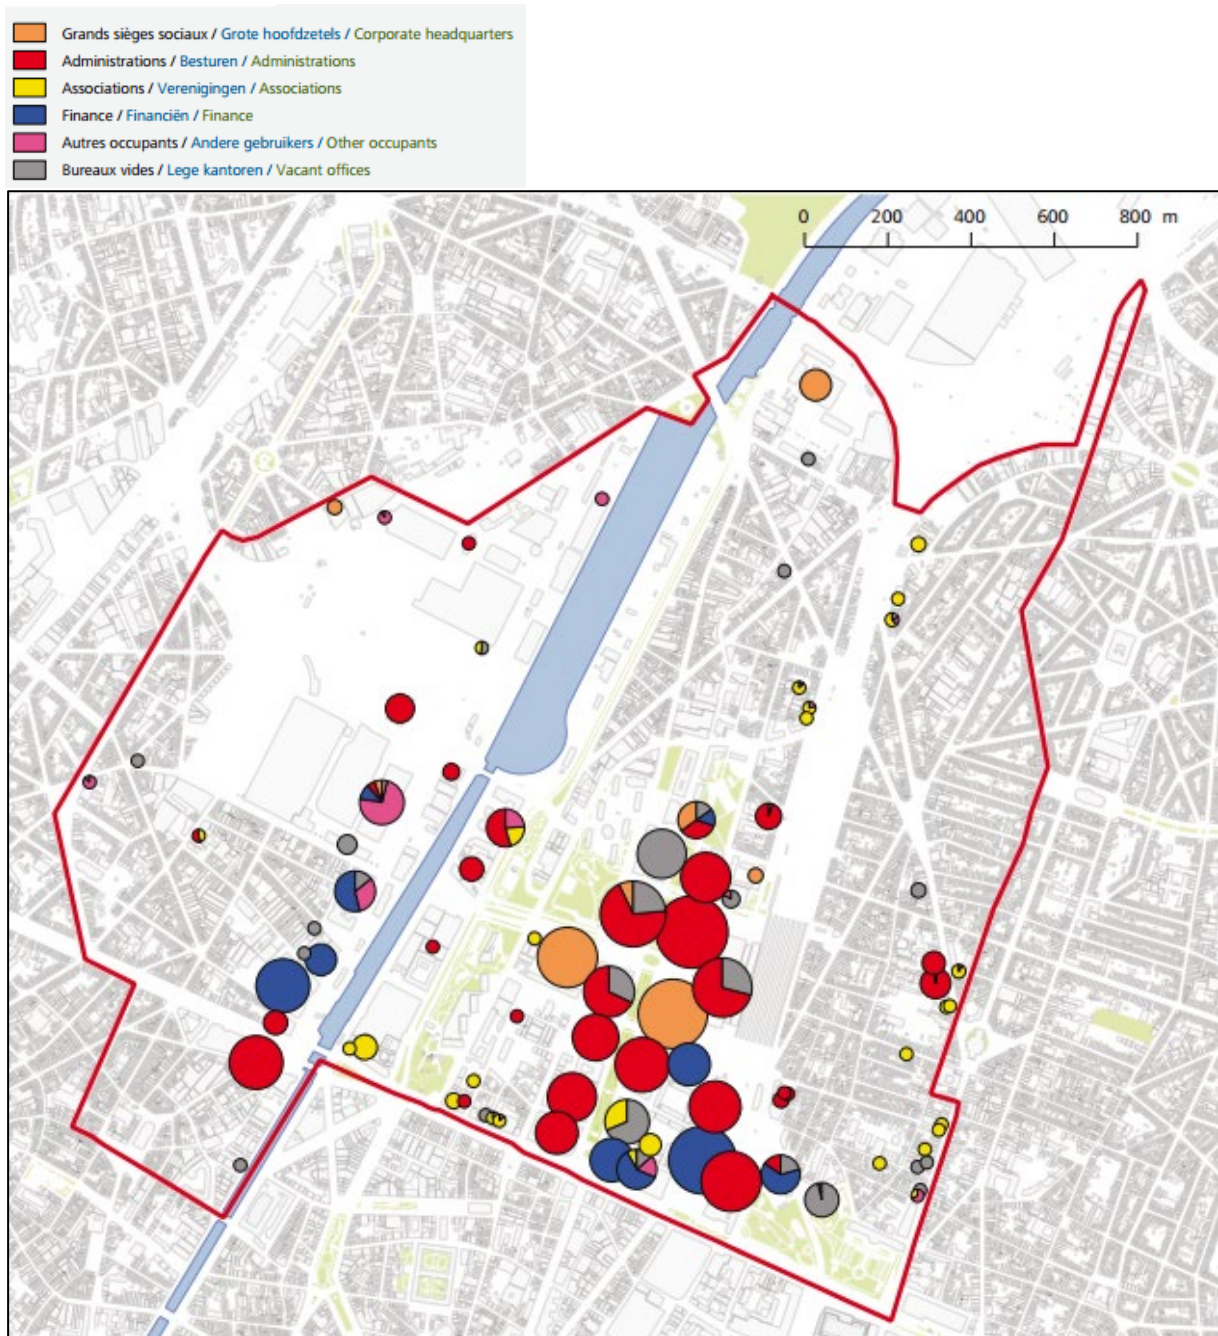 Grands sièges sociaux / Grote hoofdzetels / Corporate headquarters
Administrations / Besturen / Administrations
Associations / Verenigingen / Associations
Finance / Financiën / Finance
Autres occupants / Andere gebruikers / Other occupants
Bureaux vides / Lege kantoren / Vacant offices
0 200 400 600 800 m